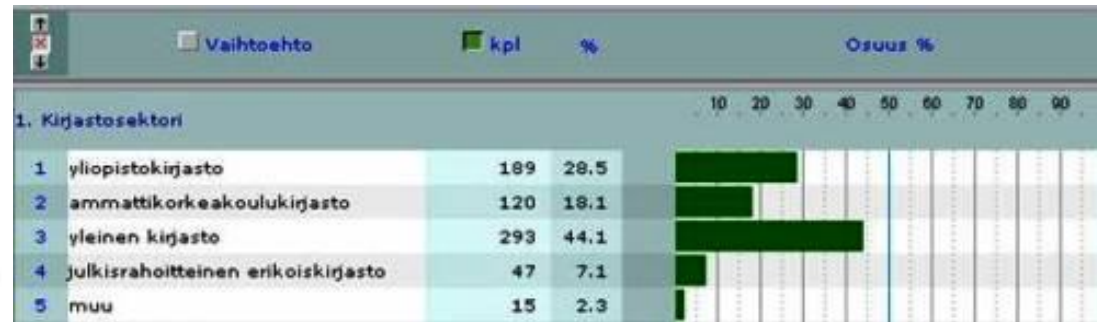 Vaihtoehto kpl % Osuus %
1. Kirjastosektori 10 20 30 40 50 60 70 80 90
1 yliopistokirjasto 189 28.5
2 ammattikorkeakoulukirjasto 120 18.1
3 yleinen kirjasto 293 44.1
4 julkisrahoitteinen erikoiskirjasto 47 7.1
5 muu 15 2.3